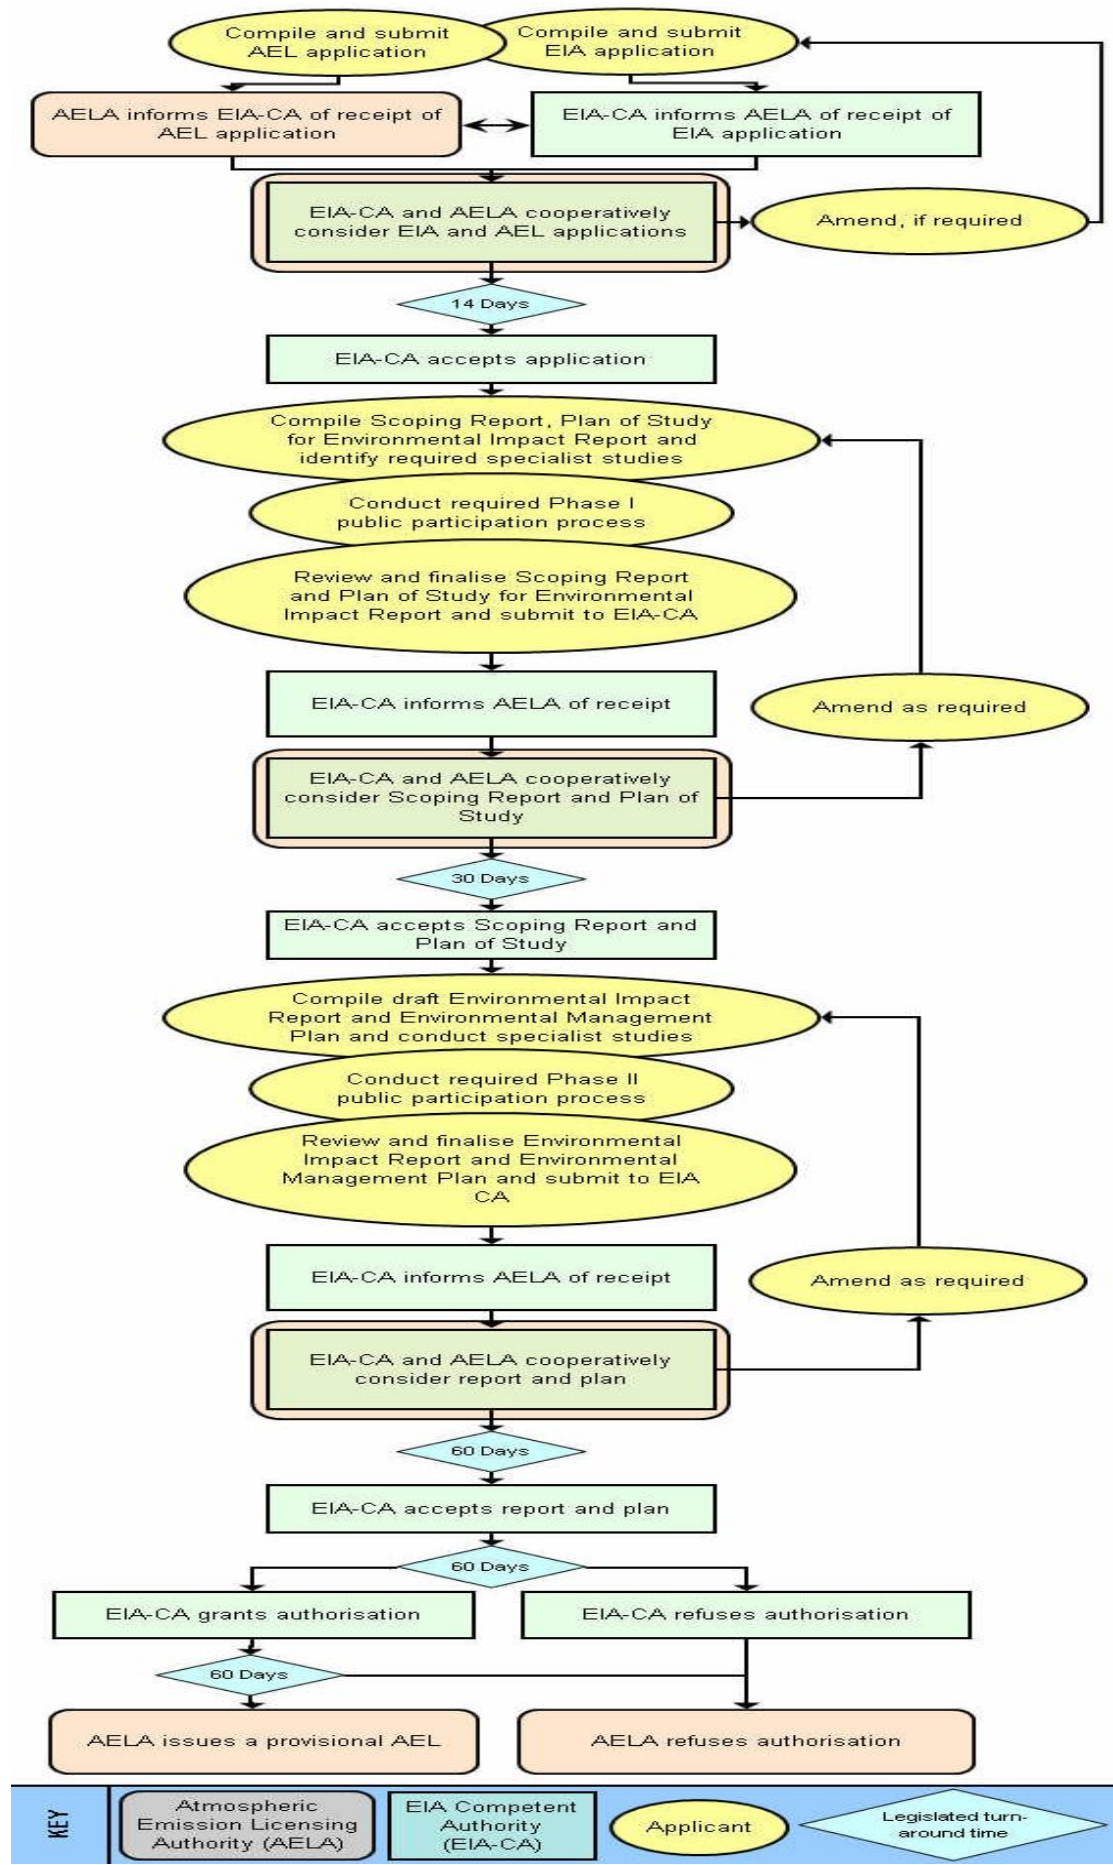 Compile and submit
AEL application
Compile and submit
EIA application
AELA informs EIA-CA of receipt of
AEL application
EIA-CA informs AELA of receipt of
EIA application
EIA-CA and AELA cooperatively
consider EIA and AEL applications
Amend, if required
14 Days
EIA-CA accepts application
Compile Scoping Report, Plan of Study
for Environmental Impact Report and
identify required specialist studies
Conduct required Phase I
public participation process
Review and finalise Scoping Report
and Plan of Study for Environmental
Impact Report and submit to EIA-CA
EIA-CA informs AELA of receipt
Amend as required
EIA-CA and AELA cooperatively
consider Scoping Report and Plan of
Study
30 Days
EIA-CA accepts Scoping Report and
Plan of Study
Compile draft Environmental Impact
Report and Environmental Management
Plan and conduct specialist studies
Conduct required Phase II
public participation process
Review and finalise Environmental
Impact Report and Environmental
Management Plan and submit to EIA
CA
EIA-CA informs AELA of receipt
Amend as required
EIA-CA and AELA cooperatively
consider report and plan
60 Days
EIA-CA accepts report and plan
60 Days
EIA-CA grants authorisation
EIA-CA refuses authorisation
60 Days
AELA issues a provisional AEL
AELA refuses authorisation
KEY
Atmospheric
Emission Licensing
Authority (AELA)
EIA Competent
Authority
(EIA-CA)
Applicant
Legislated turn-
around time